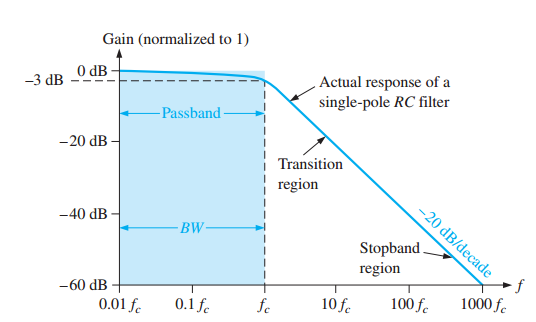 Gain (normalized to 1)
0 dB
–3 dB
Actual response of a
single-pole RC filter
Passband
–20 dB
Transition
region
–40 dB
BW
–20 dB/decade
Stopband
region
–60 dB
f
0.01 fc
0.1 fc
fc
10 fc
100 fc
1000 fc